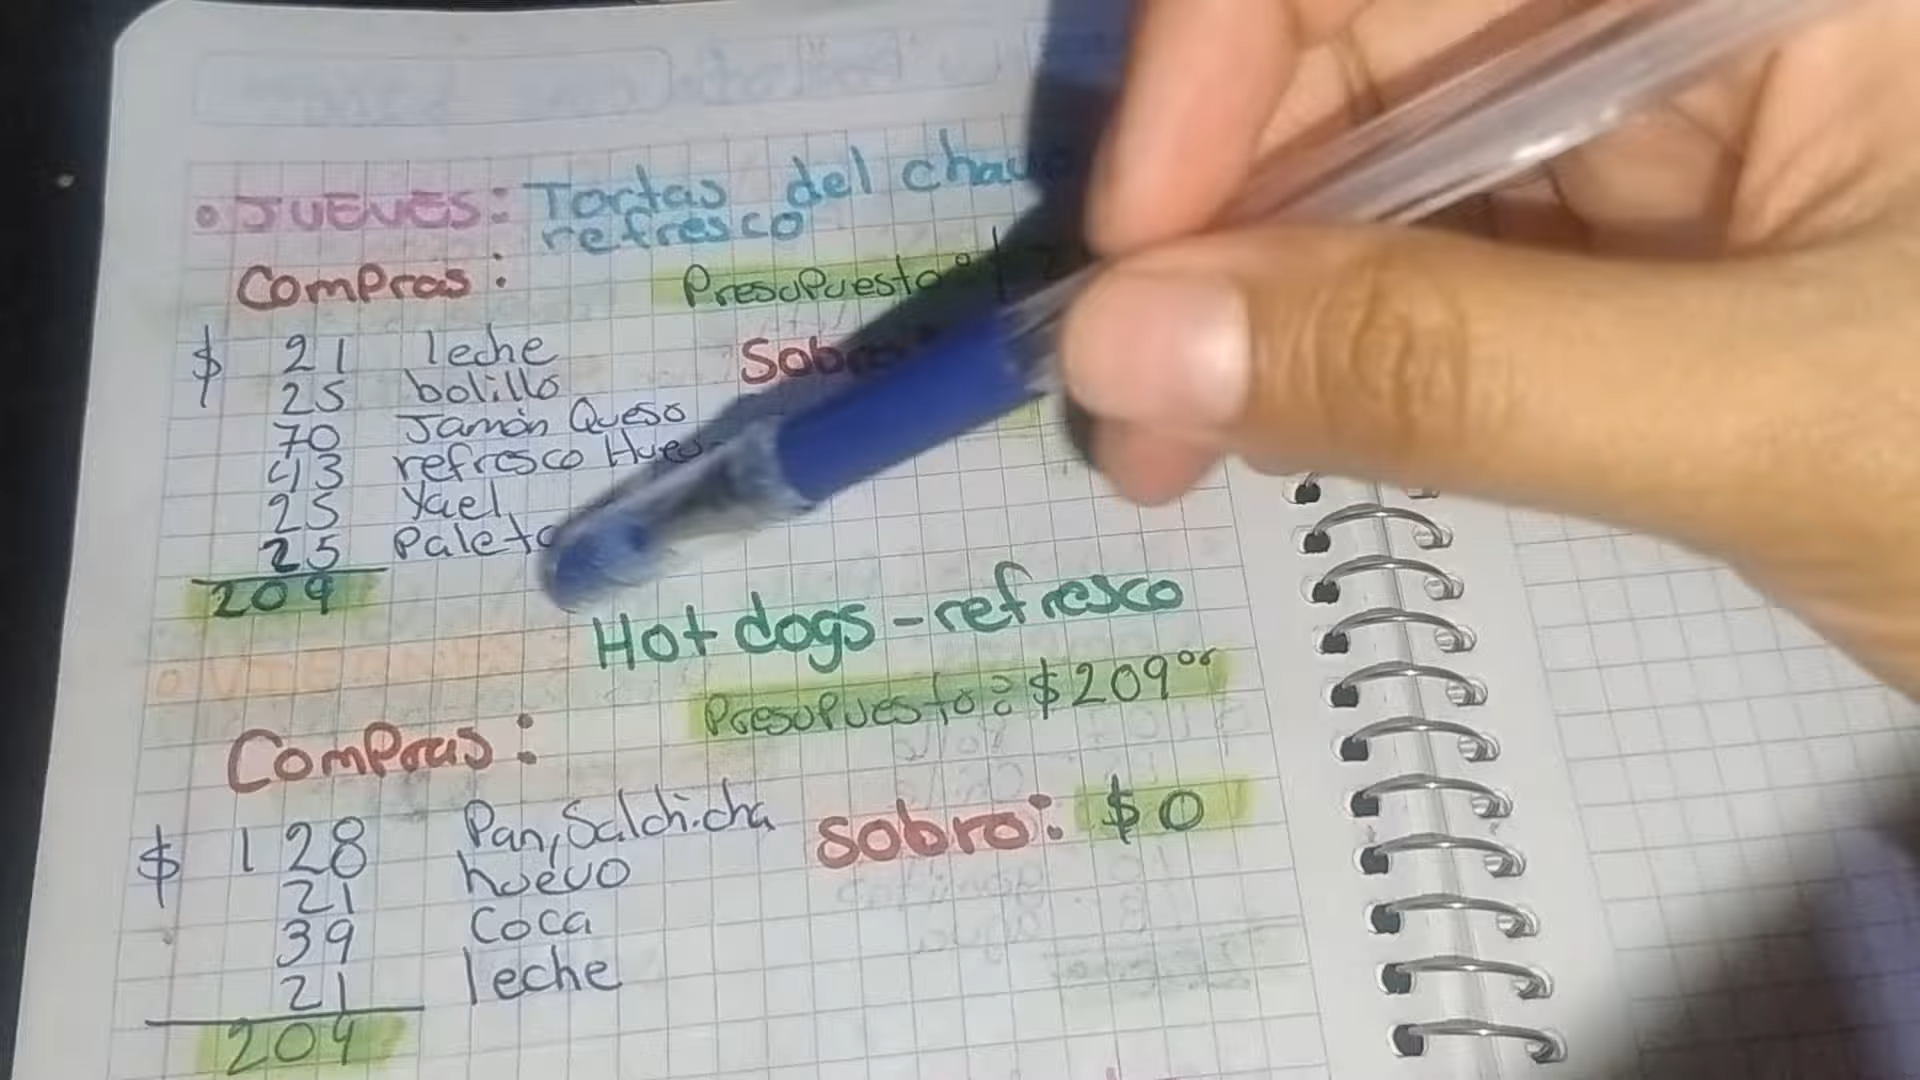 JUEVES: Tortas del
refresco
Compras:
Presupuesto:
$ 21 leche
Sobro:
25 bolillo
70 Jamón Queso
43 refresco
25 Yael
25 Paleta
209
VIERNES:
Hot dogs - refresco
Presupuesto: $209
Compras:
$ 128 Pan, Salchicha
sobro: $0
21 huevo
39 Coca
21 leche
209